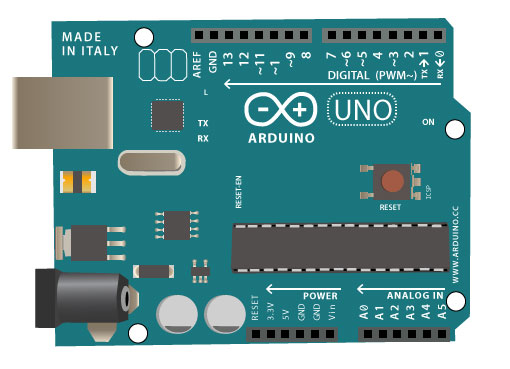 MADE
IN ITALY
AREF
GND
13
12
~11
~1
~9
8
7
~6
~5
4
~3
2
TX 1
RX 0
DIGITAL (PWM~)
L
TX
RX
UNO
ARDUINO
ON
RESET-EN
ICSP
RESET
WWW.ARDUINO.CC
POWER
ANALOG IN
RESET
3.3V
5V
GND
GND
Vin
A0
A1
A2
A3
A4
A5